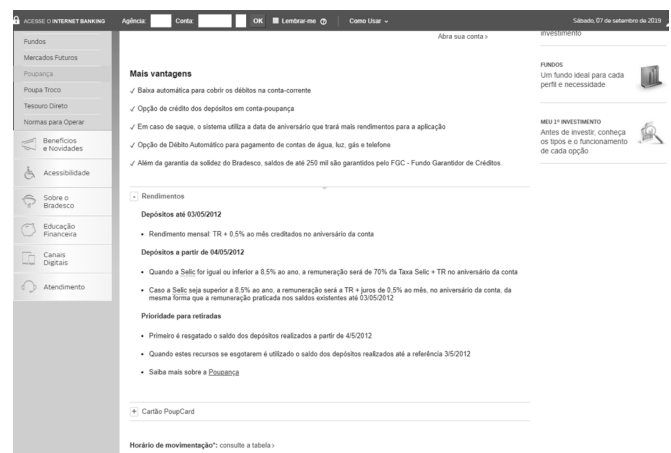 ACESSE O INTERNET BANKING
Agência:
Conta:
OK
Lembrar-me
Como Usar
Sábado, 07 de setembro de 2019
Fundos
Mercados Futuros
Poupança
Poupa Troco
Tesouro Direto
Normas para Operar
Benefícios
e Novidades
Acessibilidade
Sobre o
Bradesco
Educação
Financeira
Canais
Digitais
Atendimento
Abra sua conta ›
Mais vantagens
√ Baixa automática para cobrir os débitos na conta-corrente
√ Opção de crédito dos depósitos em conta-poupança
√ Em caso de saque, o sistema utiliza a data de aniversário que trará mais rendimentos para a aplicação
√ Opção de Débito Automático para pagamento de contas de água, luz, gás e telefone
√ Além da garantia da solidez do Bradesco, saldos de até 250 mil são garantidos pelo FGC - Fundo Garantidor de Créditos.
- Rendimentos
Depósitos até 03/05/2012
• Rendimento mensal: TR + 0,5% ao mês creditados no aniversário da conta
Depósitos a partir de 04/05/2012
• Quando a Selic for igual ou inferior a 8,5% ao ano, a remuneração será de 70% da Taxa Selic + TR no aniversário da conta
• Caso a Selic seja superior a 8,5% ao ano, a remuneração será a TR + juros de 0,5% ao mês, no aniversário da conta, da
mesma forma que a remuneração praticada nos saldos existentes até 03/05/2012
Prioridade para retiradas
• Primeiro é resgatado o saldo dos depósitos realizados a partir de 4/5/2012
• Quando estes recursos se esgotarem é utilizado o saldo dos depósitos realizados até a referência 3/5/2012
• Saiba mais sobre a Poupança
+ Cartão PoupCard
Horário de movimentação*: consulte a tabela ›
investimento
FUNDOS
Um fundo ideal para cada
perfil e necessidade
MEU 1º INVESTIMENTO
Antes de investir, conheça
os tipos e o funcionamento
de cada opção